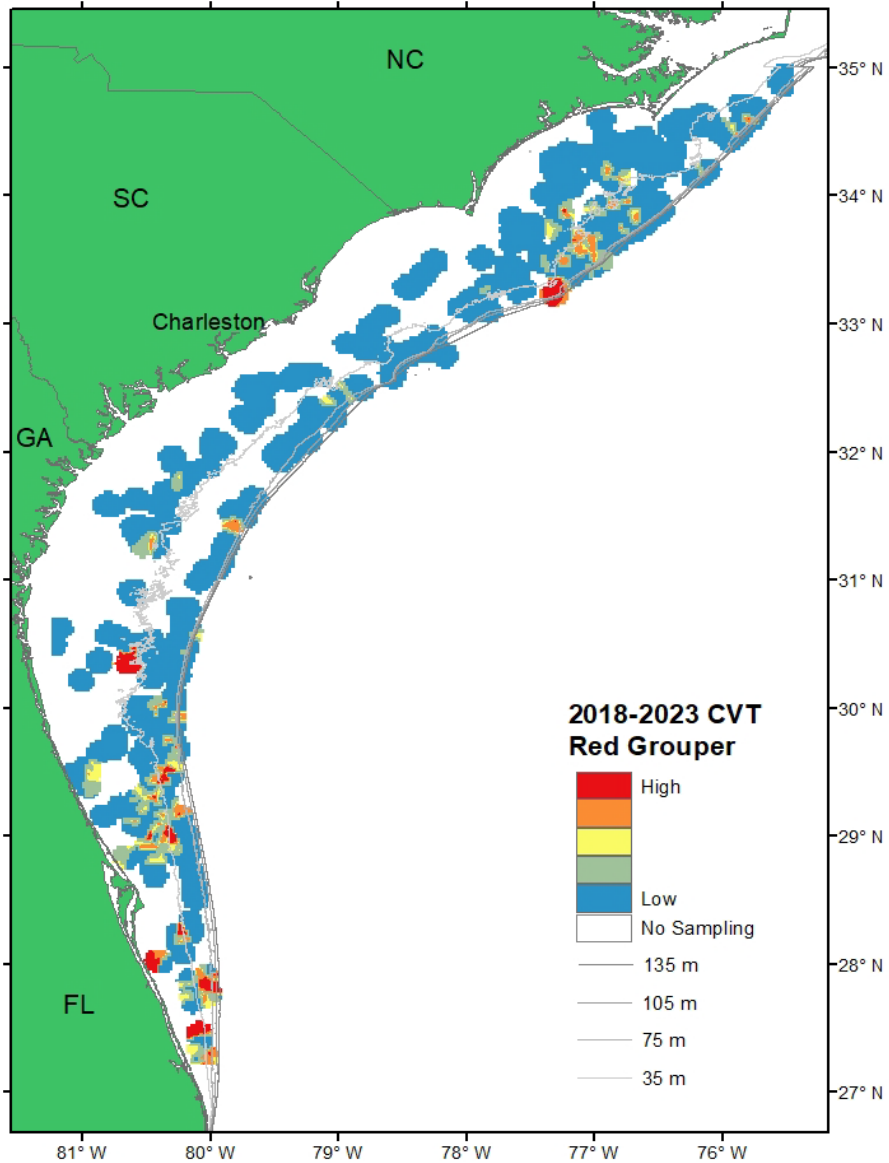 NC
35° N
SC
34° N
Charleston
33° N
GA
32° N
31° N
30° N
2018-2023 CVT
Red Grouper
High
29° N
Low
No Sampling
28° N
135 m
FL
105 m
75 m
35 m
27° N
81° W
80° W
79° W
78° W
77° W
76° W